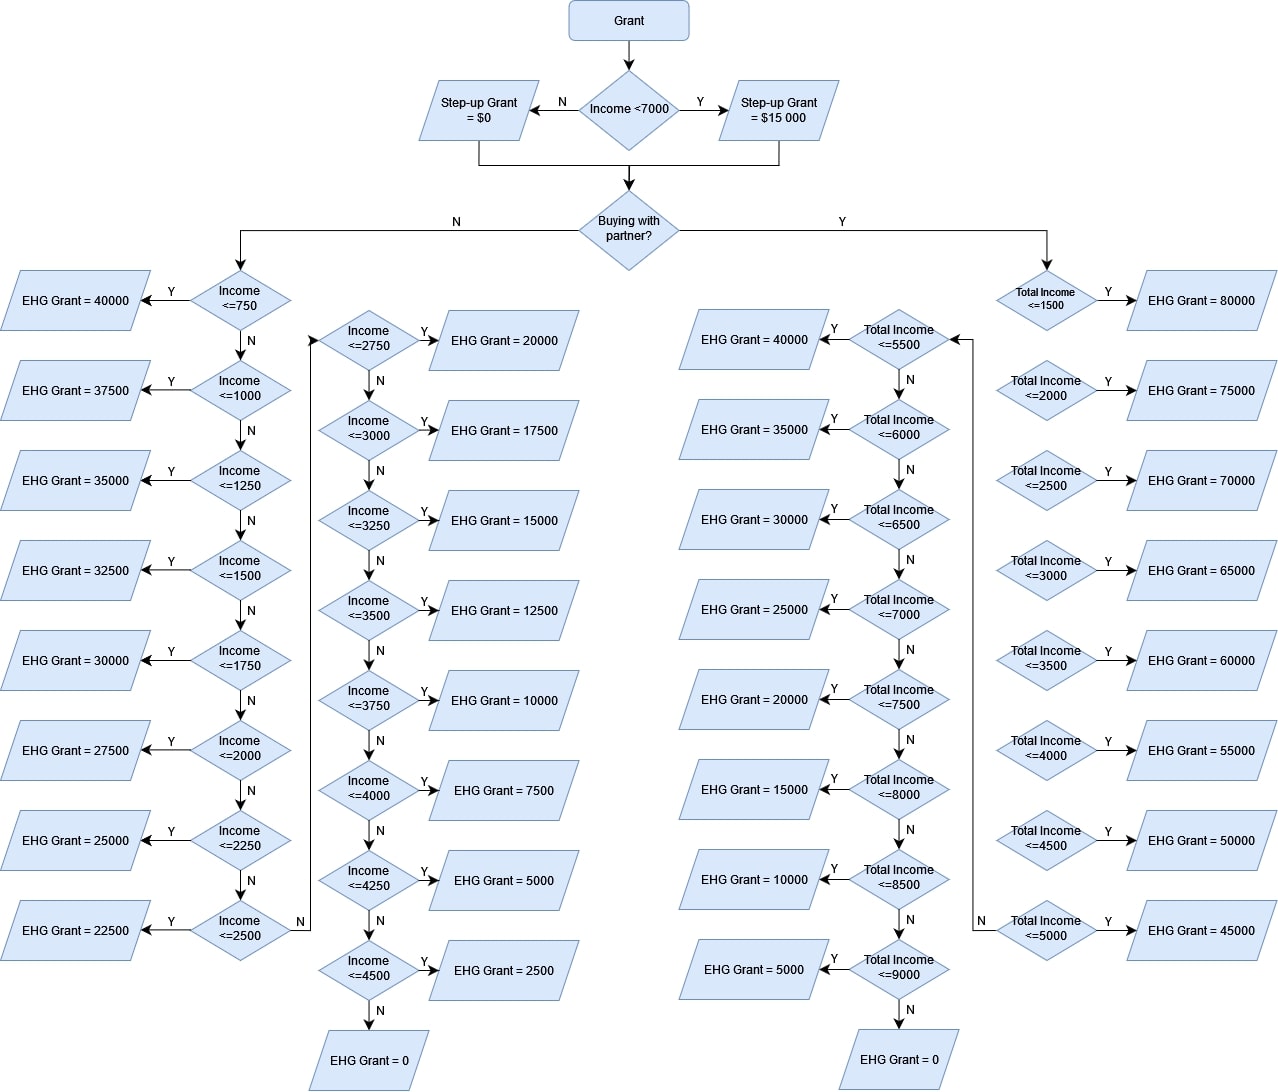 Grant
Income <7000
N
Y
Step-up Grant
= $0
Step-up Grant
= $15 000
Buying with
partner?
N
Y
Income
<=750
Y
EHG Grant = 40000
N
Income
<=1000
Y
EHG Grant = 37500
N
Income
<=1250
Y
EHG Grant = 35000
N
Income
<=1500
Y
EHG Grant = 32500
N
Income
<=1750
Y
EHG Grant = 30000
N
Income
<=2000
Y
EHG Grant = 27500
N
Income
<=2250
Y
EHG Grant = 25000
N
Income
<=2500
Y
EHG Grant = 22500
N
Income
<=2750
Y
EHG Grant = 20000
N
Income
<=3000
Y
EHG Grant = 17500
N
Income
<=3250
Y
EHG Grant = 15000
N
Income
<=3500
Y
EHG Grant = 12500
N
Income
<=3750
Y
EHG Grant = 10000
N
Income
<=4000
Y
EHG Grant = 7500
N
Income
<=4250
Y
EHG Grant = 5000
N
Income
<=4500
Y
EHG Grant = 2500
N
EHG Grant = 0
Total Income
<=1500
Y
EHG Grant = 80000
Total Income
<=2000
Y
EHG Grant = 75000
Total Income
<=2500
Y
EHG Grant = 70000
Total Income
<=3000
Y
EHG Grant = 65000
Total Income
<=3500
Y
EHG Grant = 60000
Total Income
<=4000
Y
EHG Grant = 55000
Total Income
<=4500
Y
EHG Grant = 50000
Total Income
<=5000
Y
EHG Grant = 45000
N
Total Income
<=5500
Y
EHG Grant = 40000
N
Total Income
<=6000
Y
EHG Grant = 35000
N
Total Income
<=6500
Y
EHG Grant = 30000
N
Total Income
<=7000
Y
EHG Grant = 25000
N
Total Income
<=7500
Y
EHG Grant = 20000
N
Total Income
<=8000
Y
EHG Grant = 15000
N
Total Income
<=8500
Y
EHG Grant = 10000
N
Total Income
<=9000
Y
EHG Grant = 5000
N
EHG Grant = 0